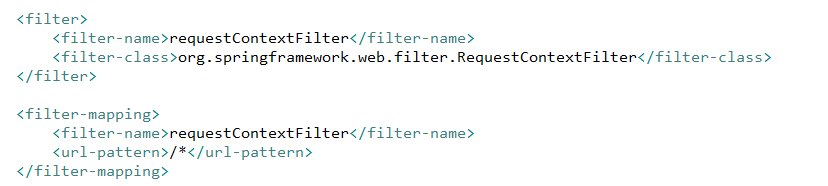 <filter>
    <filter-name>requestContextFilter</filter-name>
    <filter-class>org.springframework.web.filter.RequestContextFilter</filter-class>
</filter>

<filter-mapping>
    <filter-name>requestContextFilter</filter-name>
    <url-pattern>/*</url-pattern>
</filter-mapping>